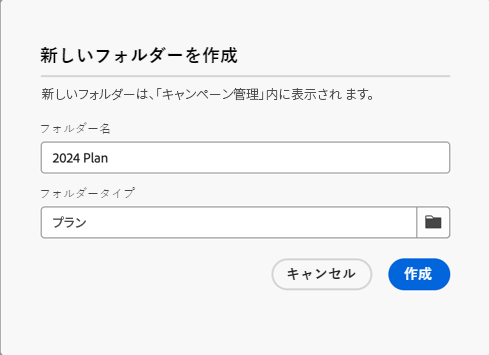 新しいフォルダーを作成
新しいフォルダーは、「キャンペーン管理」内に表示され ます。
フォルダー名
2024 Plan
フォルダータイプ
プラン
キャンセル 作成